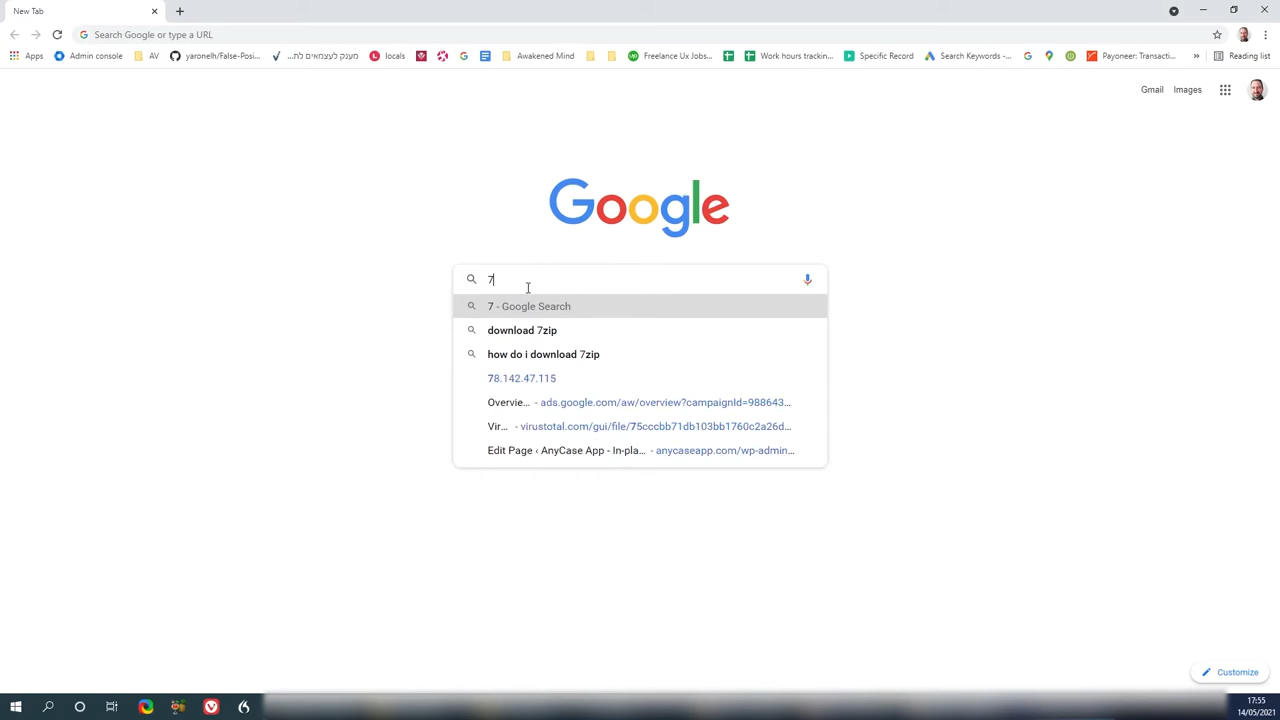 New Tab
Search Google or type a URL
Apps Admin console AV yaronelh/False-Posi... מענק לעצמאים לת... locals Awakened Mind Freelance Ux Jobs... Work hours trackin... Specific Record Search Keywords -... Payoneer: Transacti... » Reading list
Gmail Images
Google
7
7 - Google Search
download 7zip
how do i download 7zip
78.142.47.115
Overvie... - ads.google.com/aw/overview?campaignId=988643...
Vir... - virustotal.com/gui/file/75cccbb71db103bb1760c2a26d...
Edit Page ‹ AnyCase App - In-pla... - anycaseapp.com/wp-admin...
Customize
17:55
14/05/2021